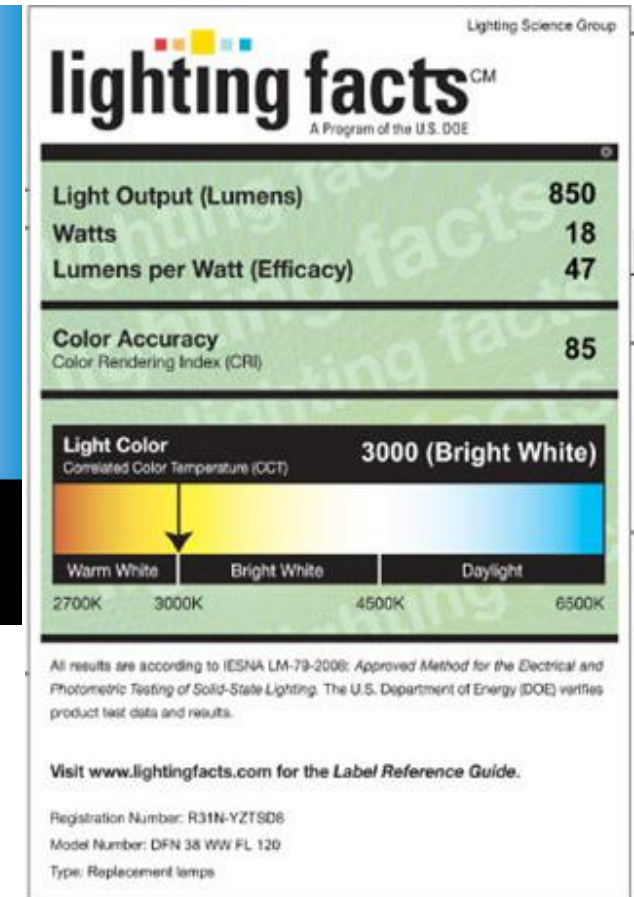 Lighting Science Group
lighting facts CM
A Program of the U.S. DOE
Light Output (Lumens) 850
Watts 18
Lumens per Watt (Efficacy) 47
Color Accuracy
Color Rendering Index (CRI) 85
Light Color
Correlated Color Temperature (CCT) 3000 (Bright White)
Warm White Bright White Daylight
2700K 3000K 4500K 6500K
All results are according to IESNA LM-79-2008: Approved Method for the Electrical and
Photometric Testing of Solid-State Lighting. The U.S. Department of Energy (DOE) verifies
product test data and results.
Visit www.lightingfacts.com for the Label Reference Guide.
Registration Number: R31N-YZTSD8
Model Number: DFN 38 WW FL 120
Type: Replacement lamps